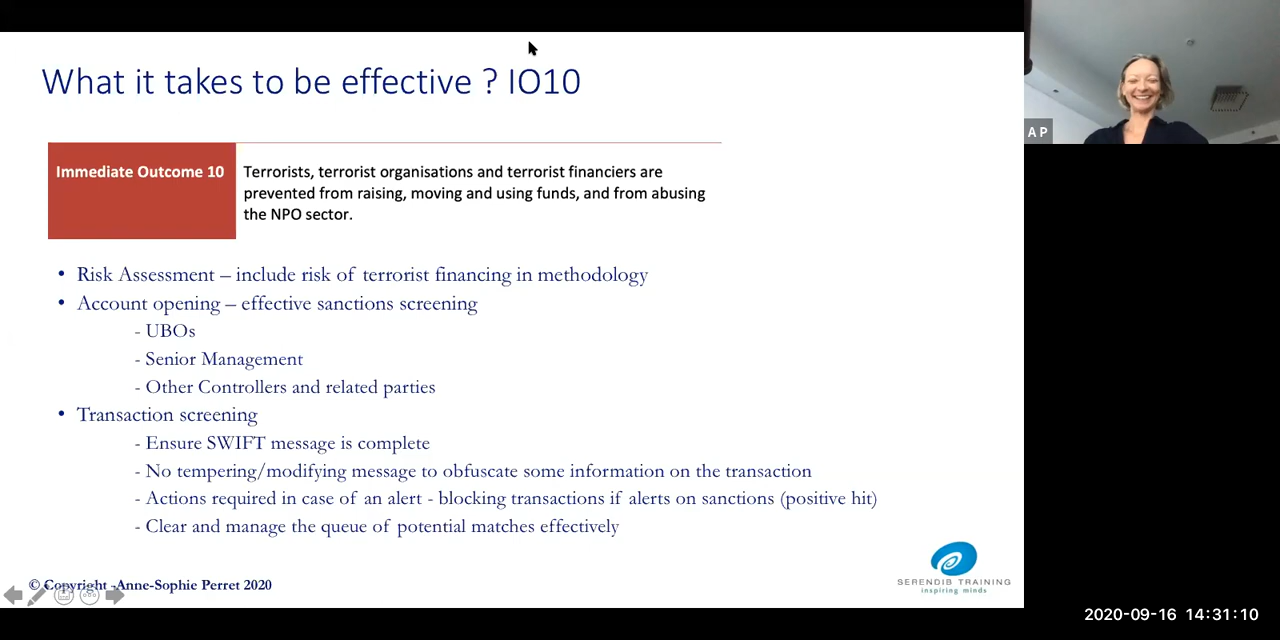 What it takes to be effective ? IO10
A P
Immediate Outcome 10
Terrorists, terrorist organisations and terrorist financiers are
prevented from raising, moving and using funds, and from abusing
the NPO sector.
• Risk Assessment – include risk of terrorist financing in methodology
• Account opening – effective sanctions screening
- UBOs
- Senior Management
- Other Controllers and related parties
• Transaction screening
- Ensure SWIFT message is complete
- No tempering/modifying message to obfuscate some information on the transaction
- Actions required in case of an alert - blocking transactions if alerts on sanctions (positive hit)
- Clear and manage the queue of potential matches effectively
© Copyright -Anne-Sophie Perret 2020
SERENDIB TRAINING
inspiring minds
2020-09-16 14:31:10